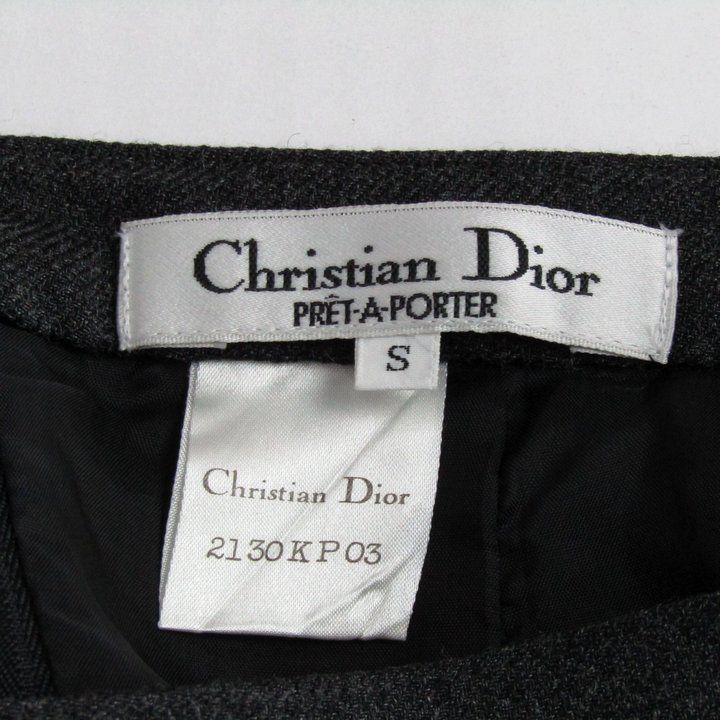 Christian Dior
PRÊT-A-PORTER
S
Christian Dior
2130KP03